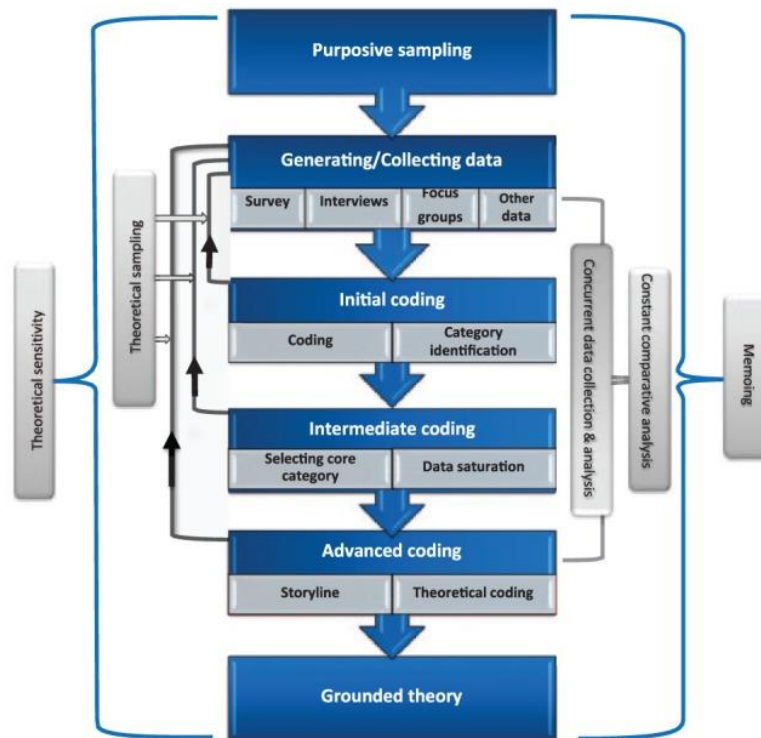 Purposive sampling
Generating/Collecting data
Survey
Interviews
Focus
groups
Other
data
Initial coding
Coding
Category
identification
Intermediate coding
Selecting core
category
Data saturation
Advanced coding
Storyline
Theoretical coding
Grounded theory
Theoretical sensitivity
Theoretical sampling
Concurrent data collection & analysis
Constant comparative analysis
Memoing